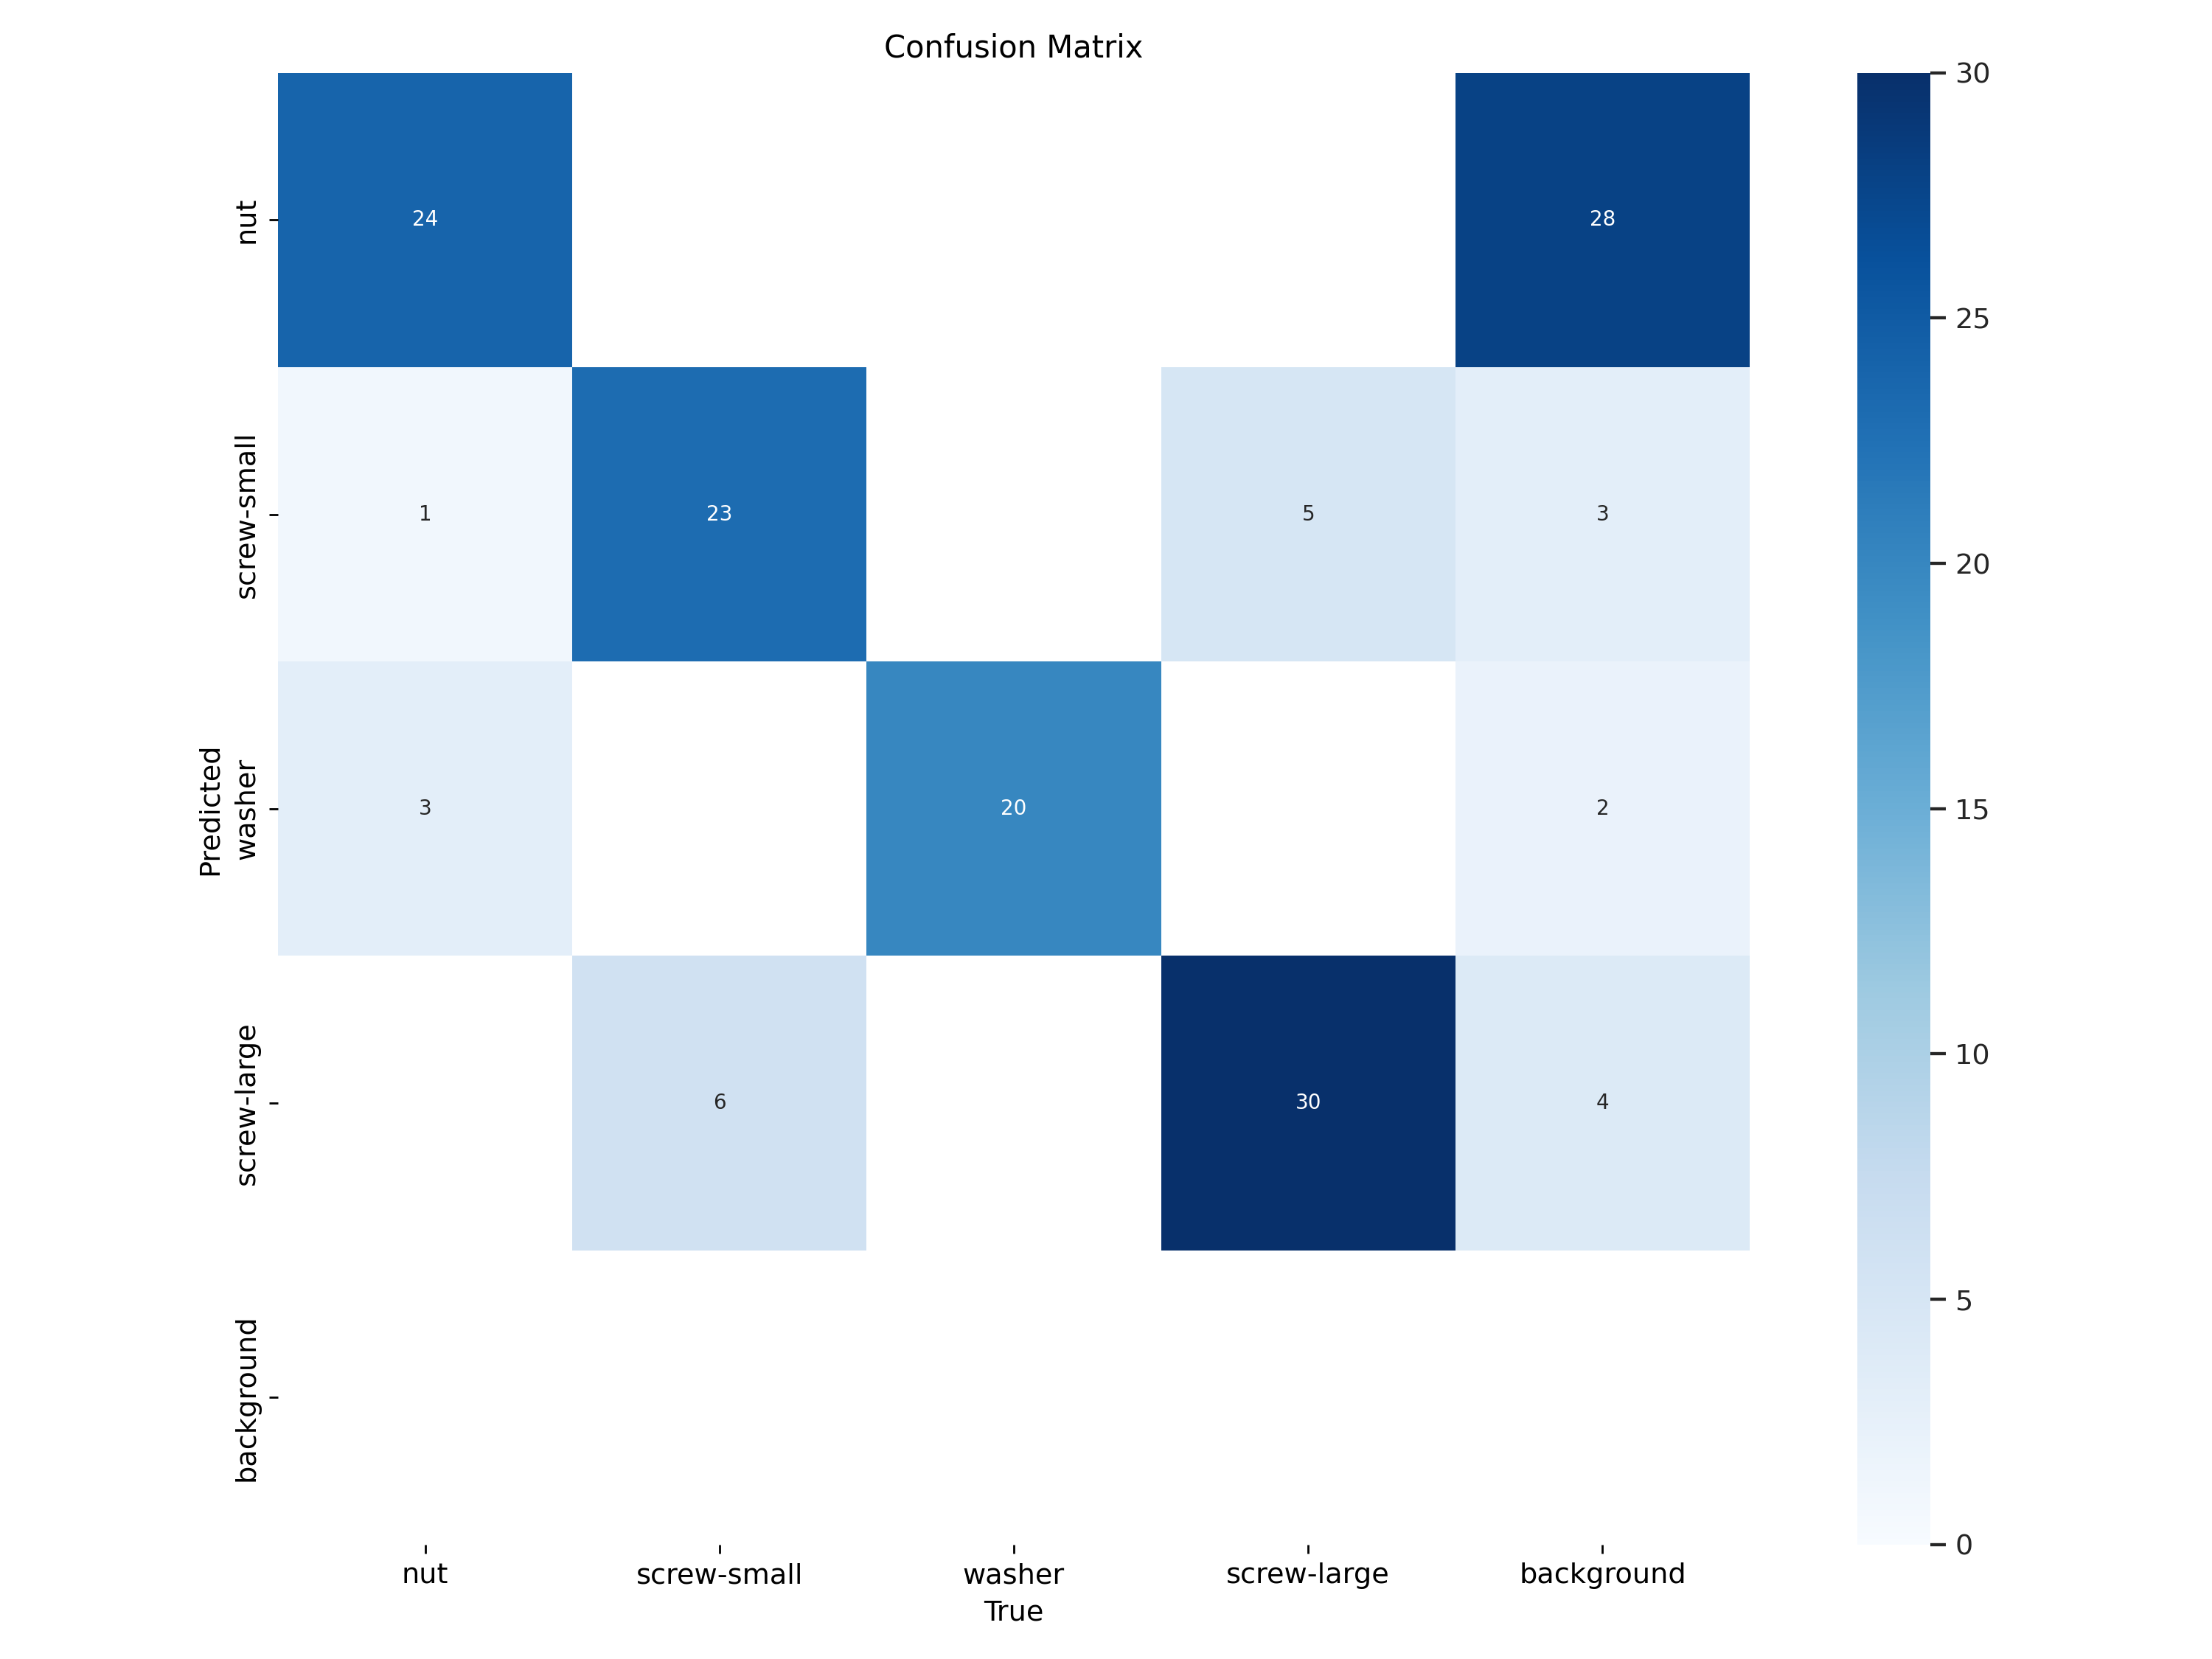 Confusion Matrix
nut
24
28
screw-small
1
23
5
3
Predicted
washer
3
20
2
screw-large
6
30
4
background
nut
screw-small
washer
screw-large
background
True
30
25
20
15
10
5
0